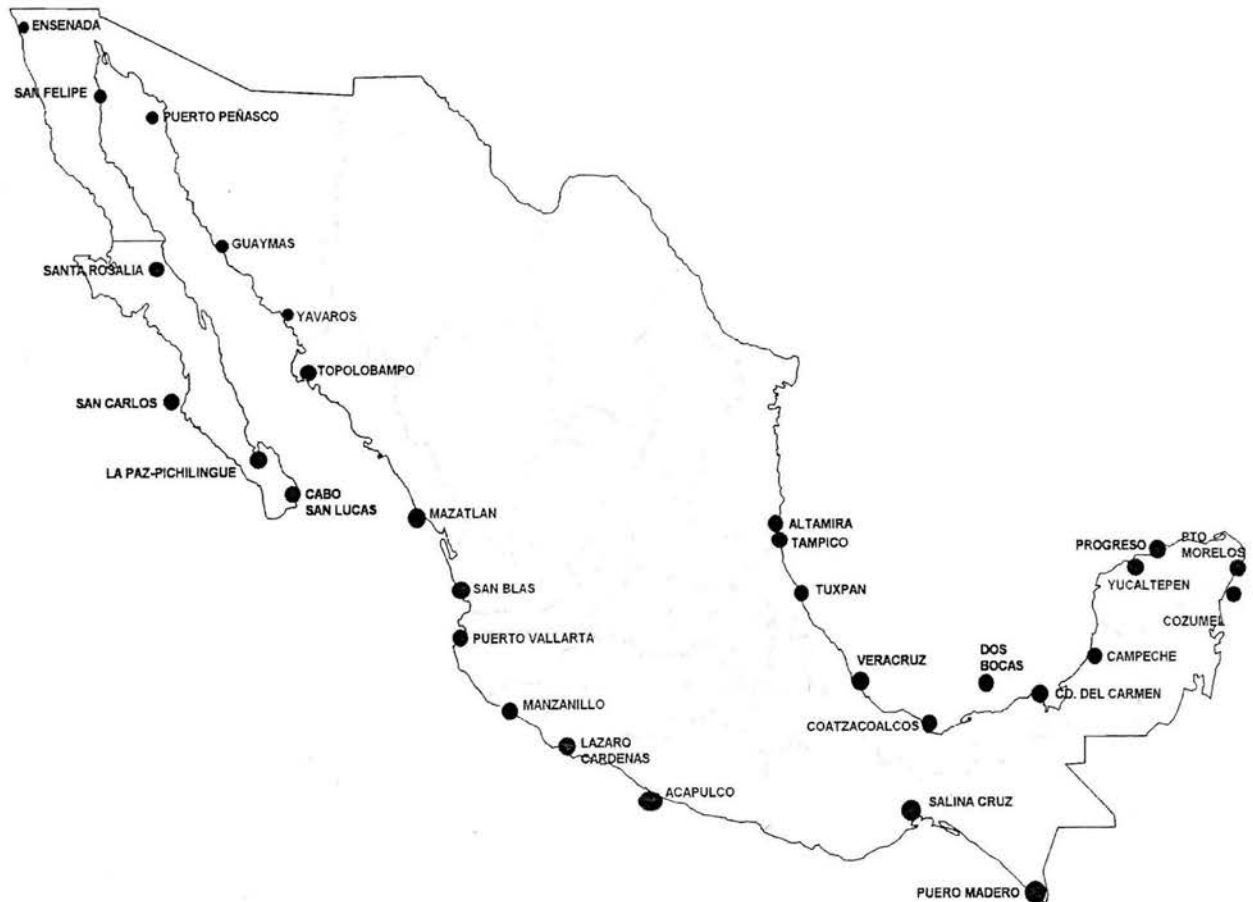 ENSENADA
SAN FELIPE
PUERTO PEÑASCO
GUAYMAS
SANTA ROSALIA
YAVAROS
TOPOLOBAMPO
SAN CARLOS
LA PAZ-PICHILINGUE
CABO
SAN LUCAS
MAZATLAN
SAN BLAS
PUERTO VALLARTA
MANZANILLO
LAZARO
CARDENAS
ACAPULCO
ALTAMIRA
TAMPICO
TUXPAN
VERACRUZ
COATZACOALCOS
DOS
BOCAS
CD. DEL CARMEN
CAMPECHE
PROGRESO
YUCALTEPEN
PTO
MORELOS
COZUMEL
SALINA CRUZ
PUERO MADERO